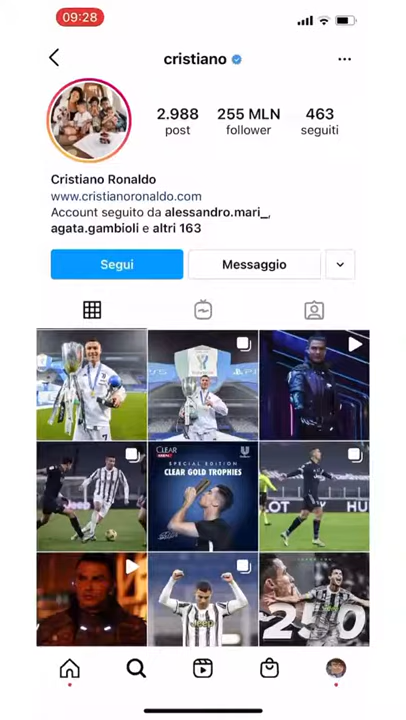 09:28
cristiano
2.988
255 MLN
463
post
follower
seguiti
Cristiano Ronaldo
www.cristianoronaldo.com
Account seguito da alessandro.mari_,
agata.gambioli e altri 163
Segui
Messaggio
CLEAR
SPECIAL EDITION
CLEAR GOLD TROPHIES
Jeep
250